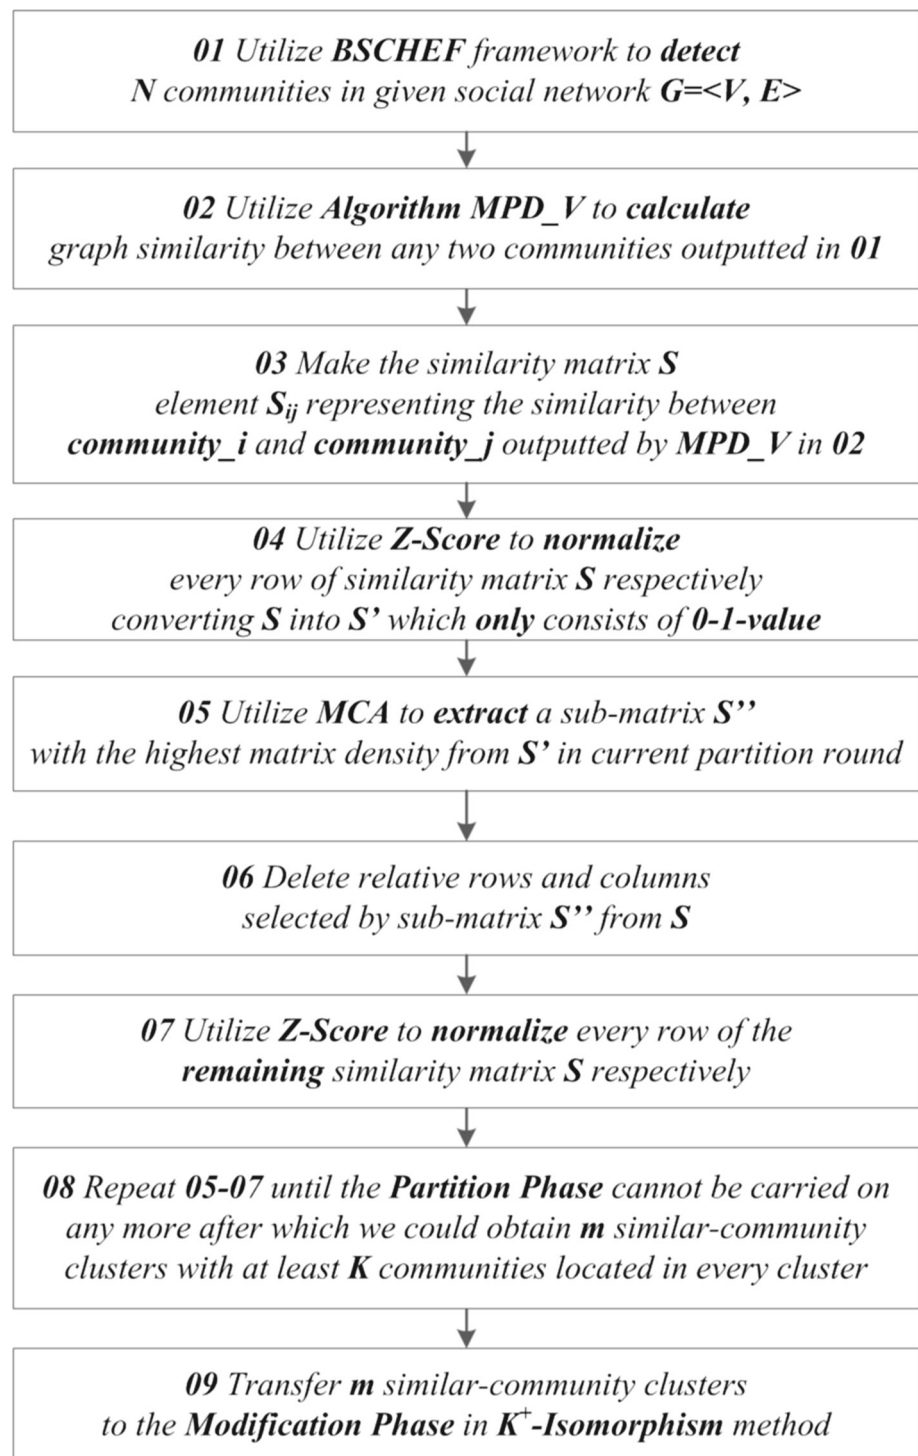 01 Utilize BSCHEF framework to detect
N communities in given social network G=<V, E>
02 Utilize Algorithm MPD_V to calculate
graph similarity between any two communities outputted in 01
03 Make the similarity matrix S
element Sij representing the similarity between
community_i and community_j outputted by MPD_V in 02
04 Utilize Z-Score to normalize
every row of similarity matrix S respectively
converting S into S’ which only consists of 0-1-value
05 Utilize MCA to extract a sub-matrix S’’
with the highest matrix density from S’ in current partition round
06 Delete relative rows and columns
selected by sub-matrix S’’ from S
07 Utilize Z-Score to normalize every row of the
remaining similarity matrix S respectively
08 Repeat 05-07 until the Partition Phase cannot be carried on
any more after which we could obtain m similar-community
clusters with at least K communities located in every cluster
09 Transfer m similar-community clusters
to the Modification Phase in K+-Isomorphism method